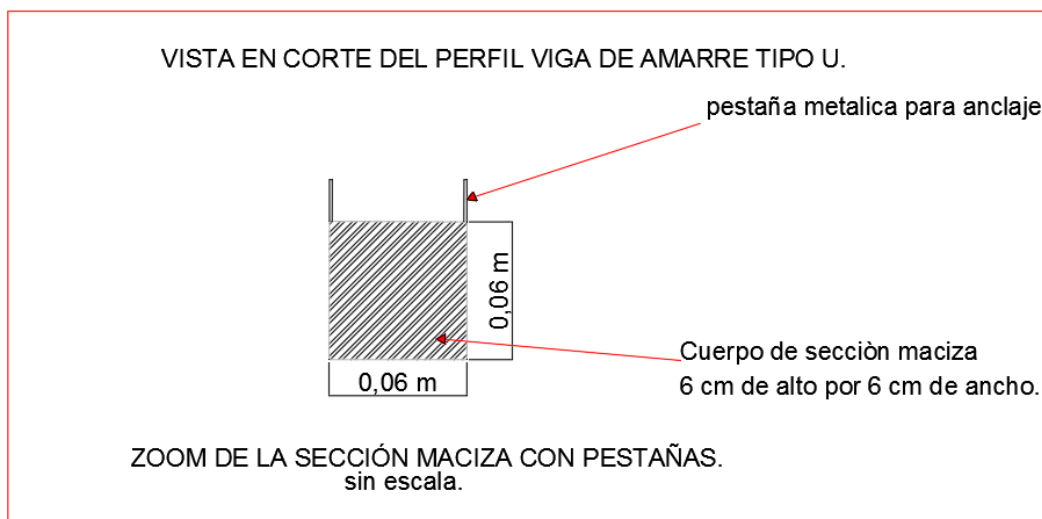 VISTA EN CORTE DEL PERFIL VIGA DE AMARRE TIPO U.
pestaña metalica para anclaje
0,06 m
0,06 m
Cuerpo de secciòn maciza
6 cm de alto por 6 cm de ancho.
ZOOM DE LA SECCIÓN MACIZA CON PESTAÑAS.
sin escala.